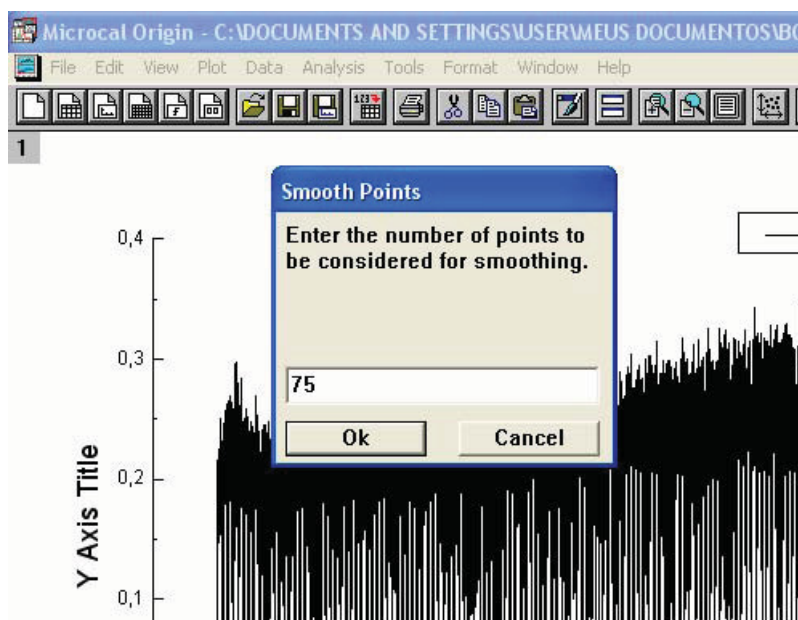 Microcal Origin - C:\DOCUMENTS AND SETTINGS\USER\MEUS DOCUMENTOS\BO
File Edit View Plot Data Analysis Tools Format Window Help
1
Smooth Points
Enter the number of points to
be considered for smoothing.
75
Ok Cancel
0,4
0,3
0,2
0,1
Y Axis Title